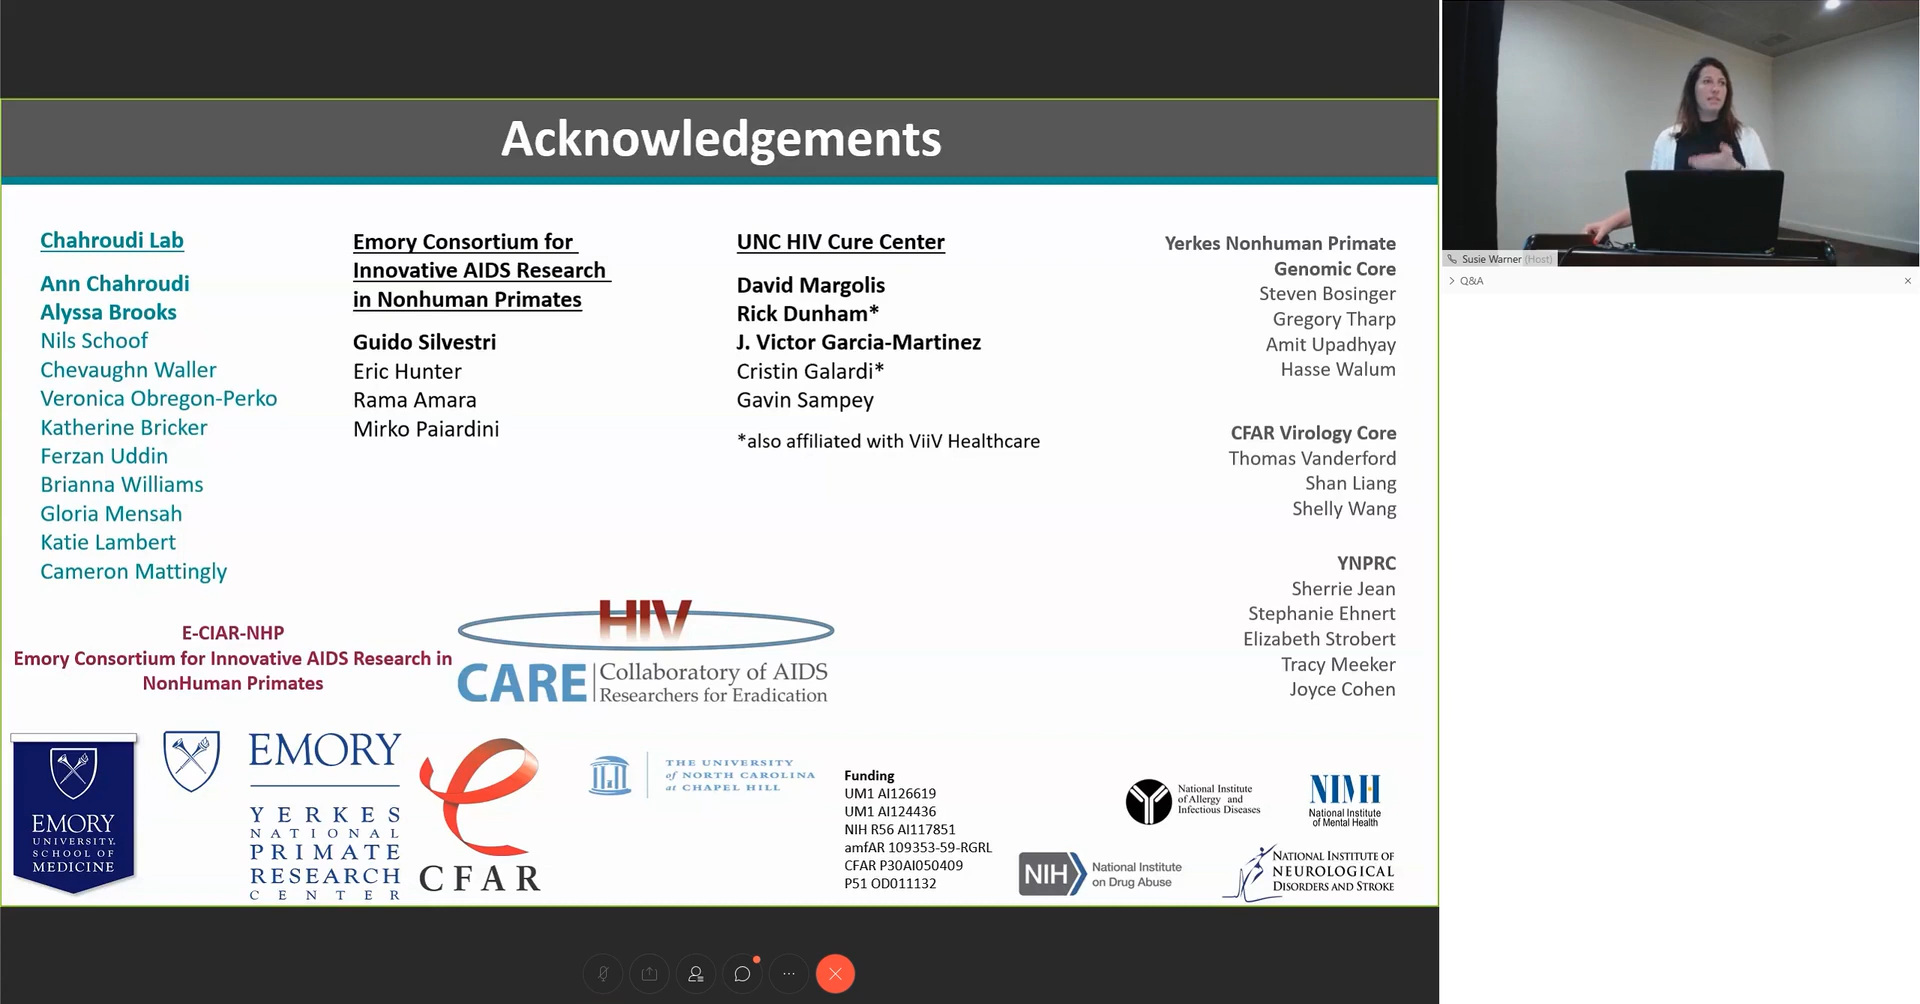 Acknowledgements
Chahroudi Lab
Ann Chahroudi
Alyssa Brooks
Nils Schoof
Chevaughn Waller
Veronica Obregon-Perko
Katherine Bricker
Ferzan Uddin
Brianna Williams
Gloria Mensah
Katie Lambert
Cameron Mattingly
Emory Consortium for
Innovative AIDS Research
in Nonhuman Primates
Guido Silvestri
Eric Hunter
Rama Amara
Mirko Paiardini
UNC HIV Cure Center
David Margolis
Rick Dunham*
J. Victor Garcia-Martinez
Cristin Galardi*
Gavin Sampey
*also affiliated with ViiV Healthcare
Yerkes Nonhuman Primate
Genomic Core
Steven Bosinger
Gregory Tharp
Amit Upadhyay
Hasse Walum
CFAR Virology Core
Thomas Vanderford
Shan Liang
Shelly Wang
YNPRC
Sherrie Jean
Stephanie Ehnert
Elizabeth Strobert
Tracy Meeker
Joyce Cohen
E-CIAR-NHP
Emory Consortium for Innovative AIDS Research in
NonHuman Primates
HIV
CARE
Collaboratory of AIDS
Researchers for Eradication
EMORY
UNIVERSITY.
SCHOOL OF
MEDICINE
EMORY
YERKES
NATIONAL
PRIMATE
RESEARCH
CENTER
CFAR
THE UNIVERSITY
of NORTH CAROLINA
at CHAPEL HILL
Funding
UM1 AI126619
UM1 AI124436
NIH R56 AI117851
amfAR 109353-59-RGRL
CFAR P30AI050409
P51 OD011132
National Institute
of Allergy and
Infectious Diseases
NIMH
National Institute
of Mental Health
NIH
National Institute
on Drug Abuse
NATIONAL INSTITUTE OF
NEUROLOGICAL
DISORDERS AND STROKE
Susie Warner (Host)
Q&A